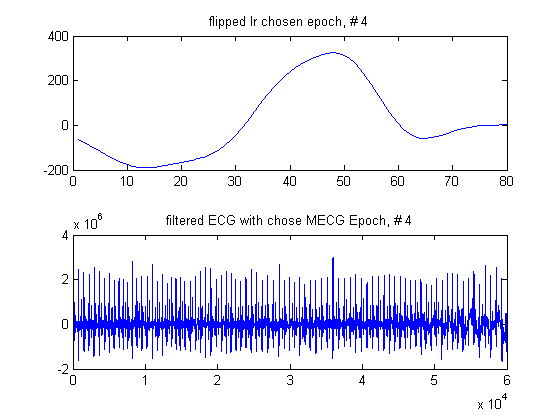 flipped lr chosen epoch, # 4
400
200
0
-200
0 10 20 30 40 50 60 70 80
x 10^6
filtered ECG with chose MECG Epoch, # 4
4
2
0
-2
0 1 2 3 4 5 6
x 10^4